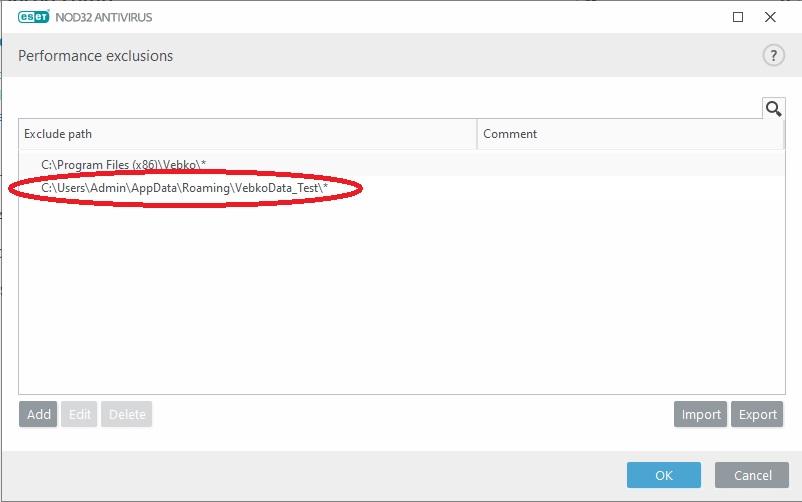 eseT NOD32 ANTIVIRUS
Performance exclusions
?
Exclude path Comment
C:\Program Files (x86)\Vebko\*
C:\Users\Admin\AppData\Roaming\VebkoData_Test\*
Add Edit Delete Import Export
OK Cancel